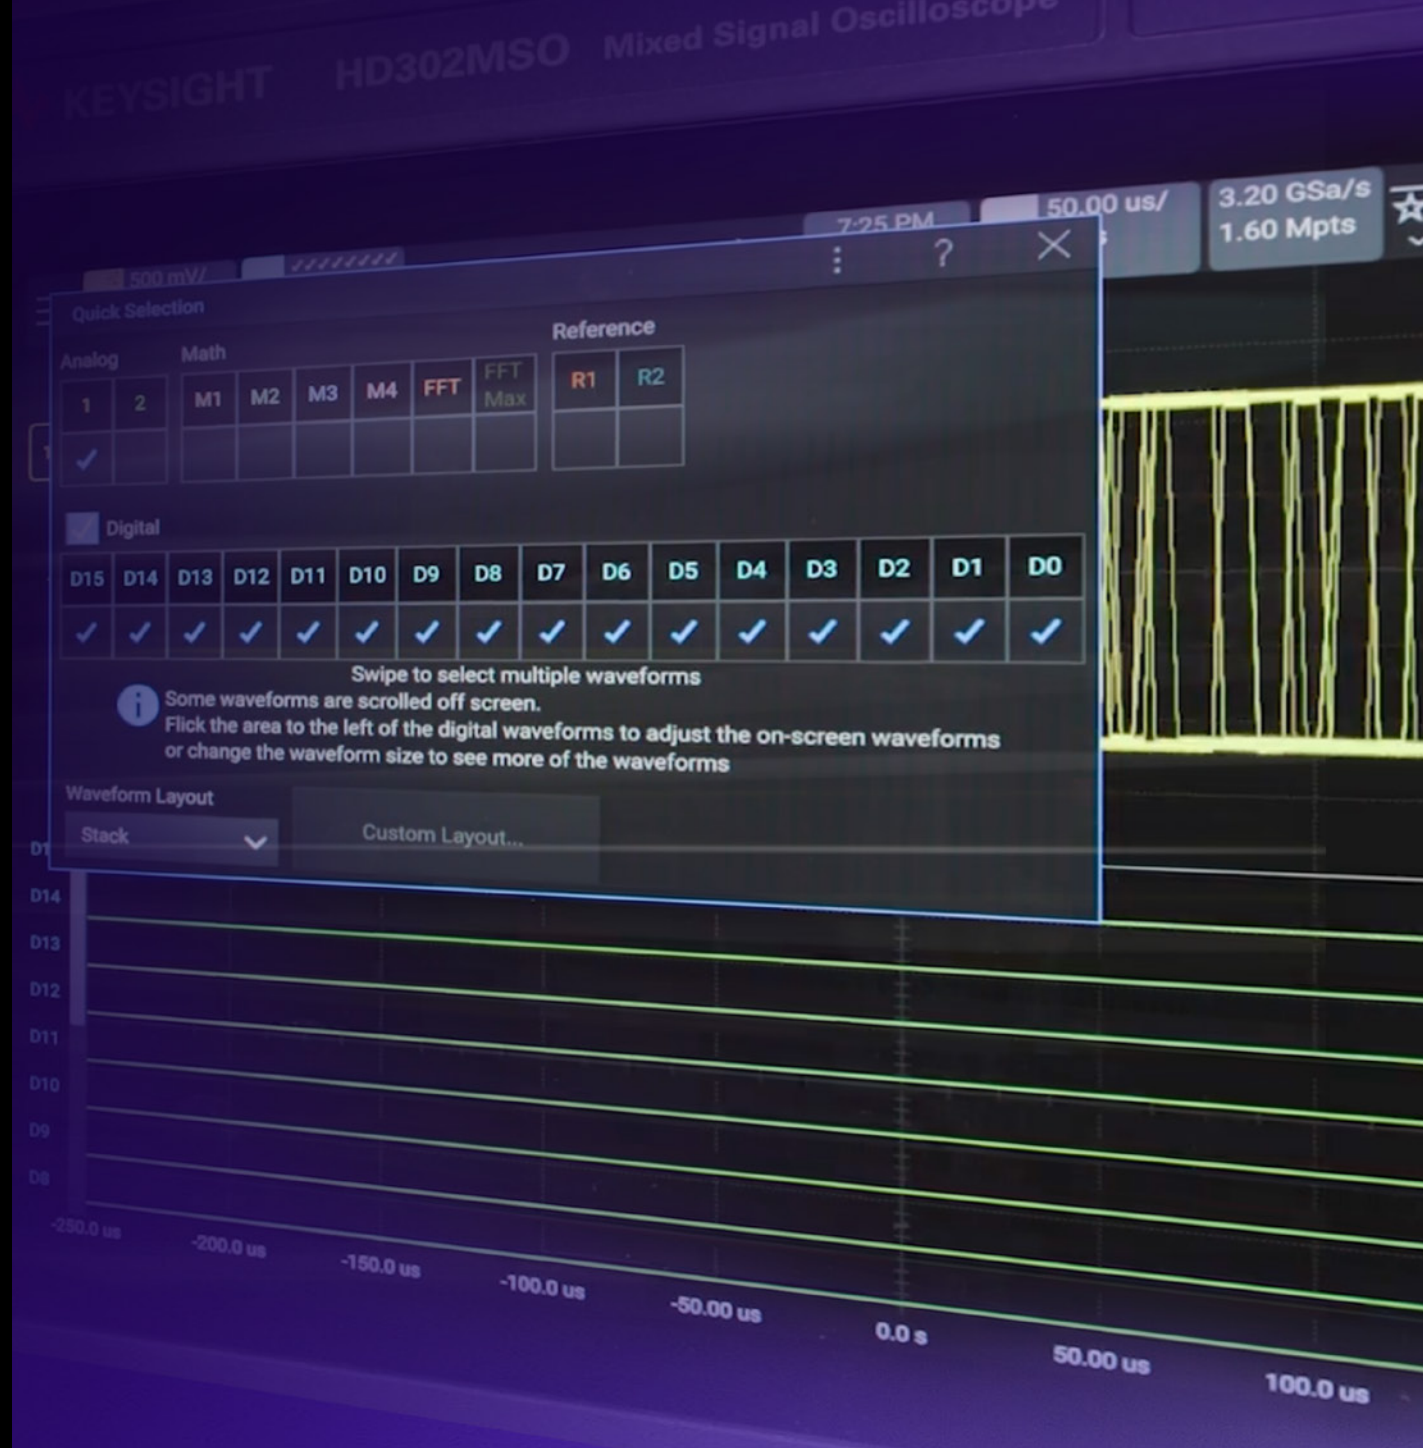 KEYSIGHT HD302MSO Mixed Signal Oscilloscope
500 mV/
7:25 PM
50.00 us/
3.20 GSa/s
1.60 Mpts
?
Quick Selection
Analog
Math
Reference
1 2
M1 M2 M3 M4 FFT FFT Max
R1 R2
Digital
D15 D14 D13 D12 D11 D10 D9 D8 D7 D6 D5 D4 D3 D2 D1 D0
Swipe to select multiple waveforms
Some waveforms are scrolled off screen.
Flick the area to the left of the digital waveforms to adjust the on-screen waveforms
or change the waveform size to see more of the waveforms
Waveform Layout
Stack
Custom Layout...
D14
D13
D12
D11
D10
D9
D8
-250.0 us -200.0 us -150.0 us -100.0 us -50.00 us 0.0 s 50.00 us 100.0 us